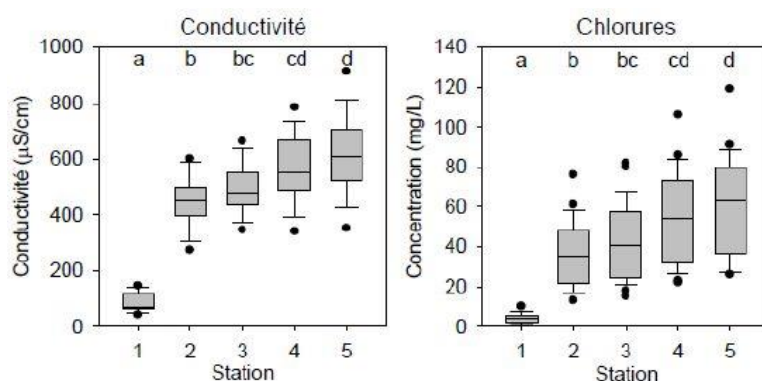 Conductivité
1000
800
600
400
200
0
Conductivité (µS/cm)
a b bc cd d
1 2 3 4 5
Station
Chlorures
140
120
100
80
60
40
20
0
Concentration (mg/L)
a b bc cd d
1 2 3 4 5
Station